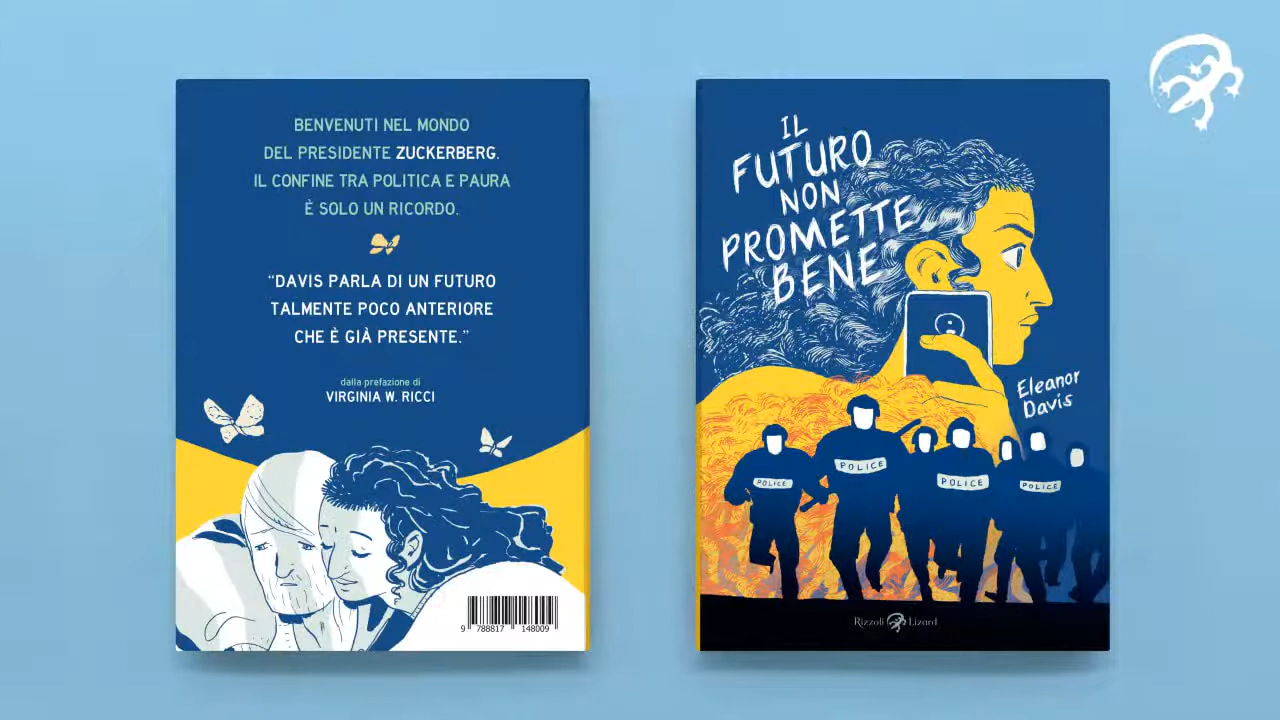 BENVENUTI NEL MONDO
DEL PRESIDENTE ZUCKERBERG.
IL CONFINE TRA POLITICA E PAURA
È SOLO UN RICORDO.
“DAVIS PARLA DI UN FUTURO
TALMENTE POCO ANTERIORE
CHE È GIÀ PRESENTE.”
dalla prefazione di
VIRGINIA W. RICCI
9 788817 148009
IL
FUTURO
NON
PROMETTE
BENE
Eleanor
Davis
POLICE
POLICE
POLICE
POLICE
Rizzoli Lizard